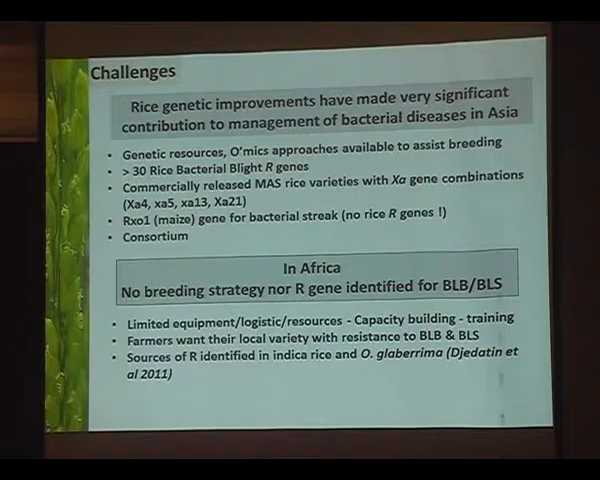 Challenges
Rice genetic improvements have made very significant
contribution to management of bacterial diseases in Asia
• Genetic resources, O'mics approaches available to assist breeding
• > 30 Rice Bacterial Blight R genes
• Commercially released MAS rice varieties with Xa gene combinations
(Xa4, xa5, xa13, Xa21)
• Rxo1 (maize) gene for bacterial streak (no rice R genes !)
• Consortium
In Africa
No breeding strategy nor R gene identified for BLB/BLS
• Limited equipment/logistic/resources - Capacity building - training
• Farmers want their local variety with resistance to BLB & BLS
• Sources of R identified in indica rice and O. glaberrima (Djedatin et
al 2011)